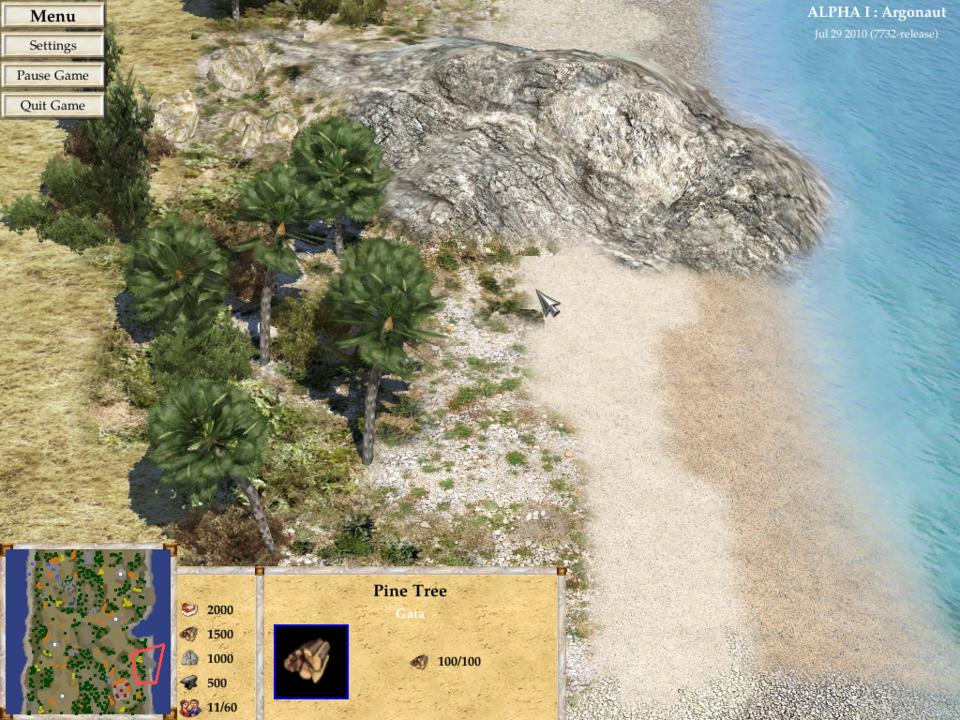 Menu
Settings
Pause Game
Quit Game
ALPHA I : Argonaut
Jul 29 2010 (7732-release)
2000
1500
1000
500
11/60
Pine Tree
Gaia
100/100